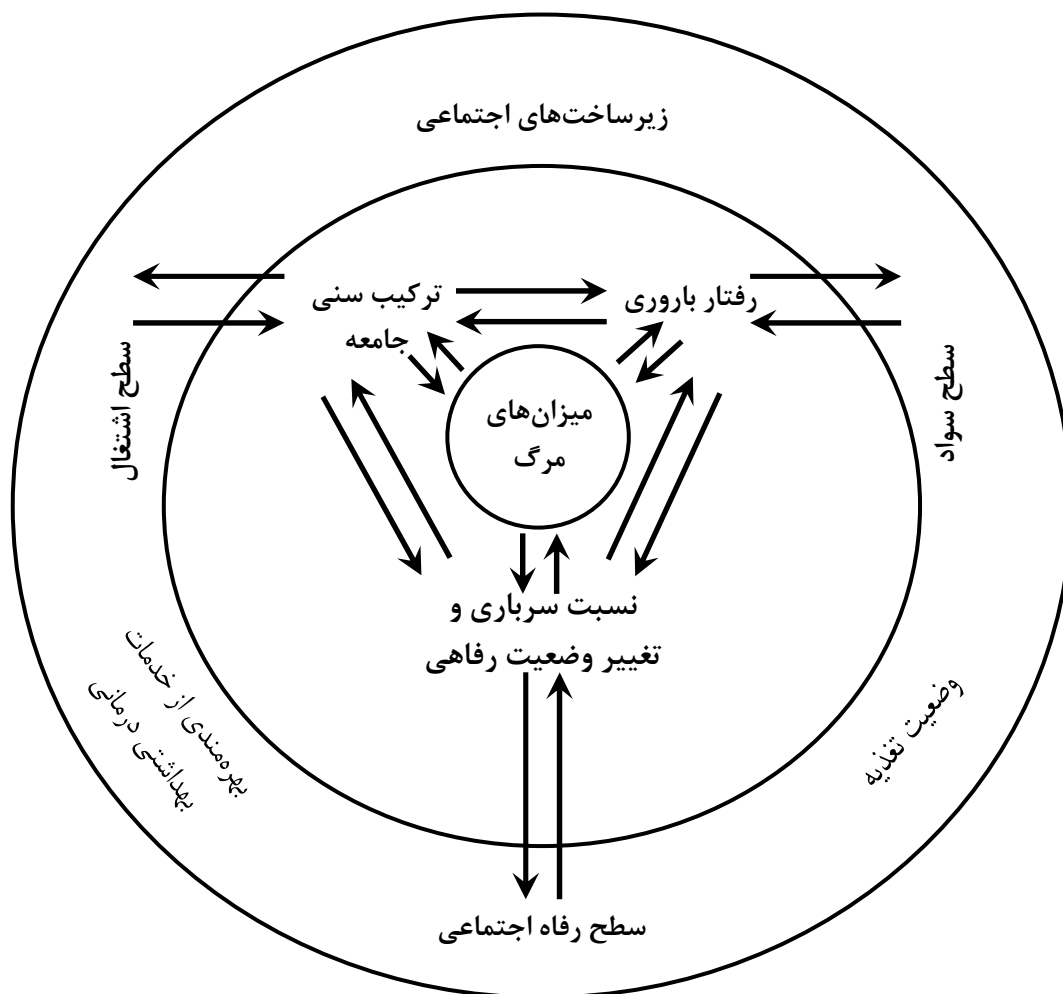 زیرساخت‌های اجتماعی
رفتار باروری
ترکیب سنی
جامعه
سطح سواد
سطح اشتغال
میزان‌های
مرگ
نسبت سرباری و
تغییر وضعیت رفاهی
وضعیت تغذیه
بهره‌مندی از خدمات
بهداشتی درمانی
سطح رفاه اجتماعی